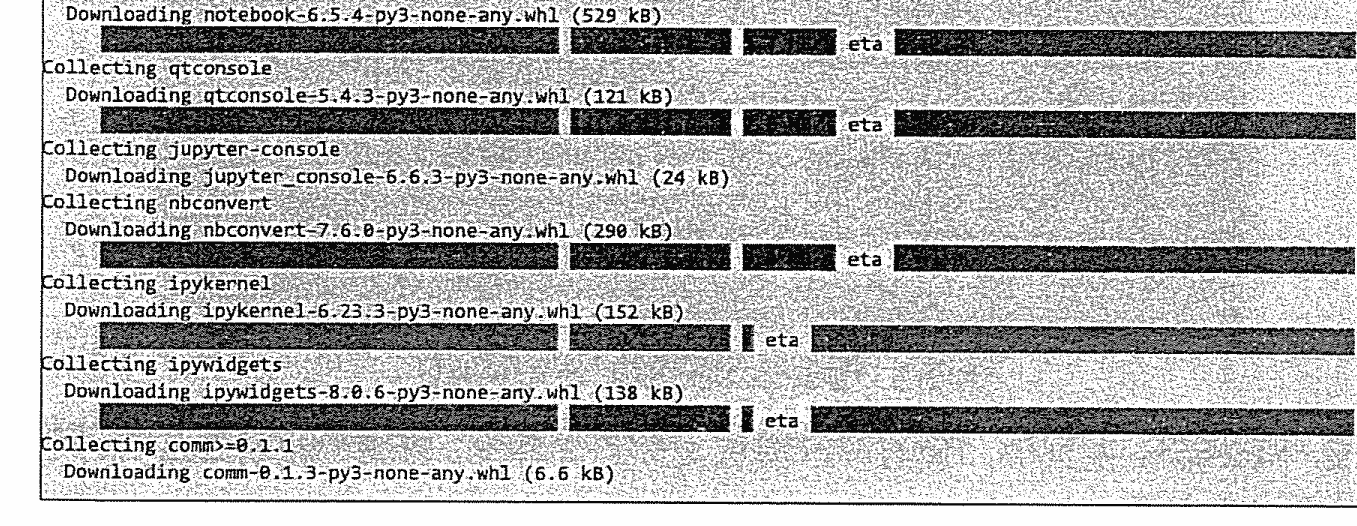 Downloading notebook-6.5.4-py3-none-any.whl (529 kB)
eta
Collecting qtconsole
Downloading qtconsole-5.4.3-py3-none-any.whl (121 kB)
eta
Collecting jupyter-console
Downloading jupyter_console-6.6.3-py3-none-any.whl (24 kB)
Collecting nbconvert
Downloading nbconvert-7.6.0-py3-none-any.whl (290 kB)
eta
Collecting ipykernel
Downloading ipykernel-6.23.3-py3-none-any.whl (152 kB)
eta
Collecting ipywidgets
Downloading ipywidgets-8.0.6-py3-none-any.whl (138 kB)
eta
Collecting comm>=0.1.1
Downloading comm-0.1.3-py3-none-any.whl (6.6 kB)